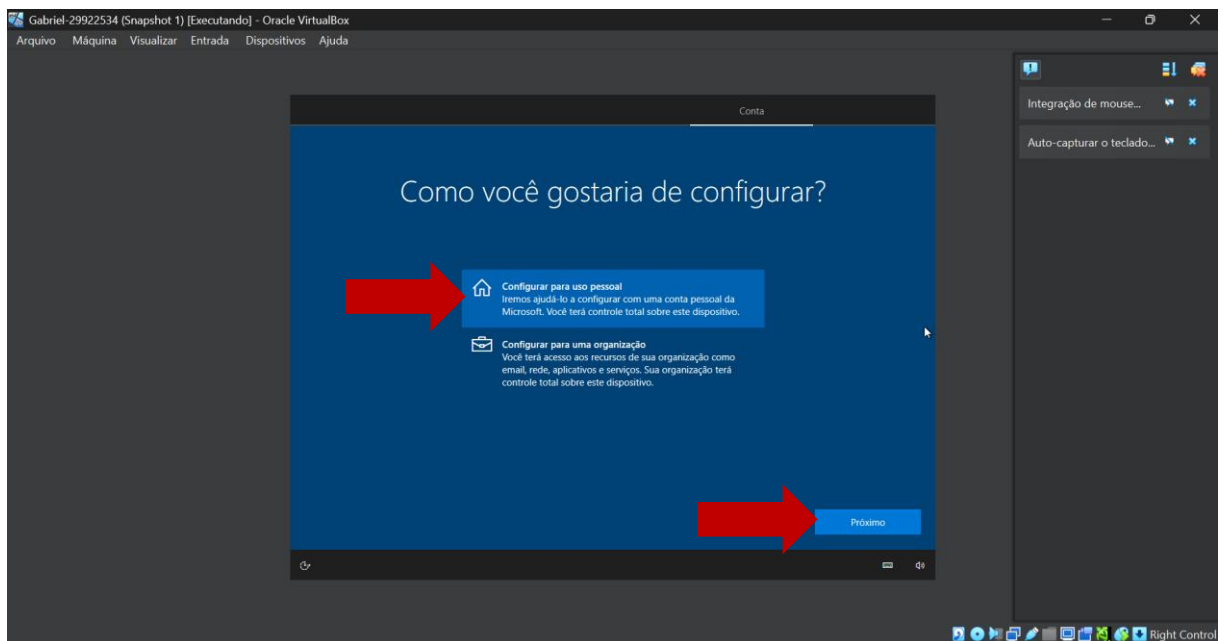 Gabriel-29922534 (Snapshot 1) [Executando] - Oracle VirtualBox
Arquivo Máquina Visualizar Entrada Dispositivos Ajuda
Integração de mouse...
Auto-capturar o teclado...
Conta
Como você gostaria de configurar?
Configurar para uso pessoal
Iremos ajudá-lo a configurar com uma conta pessoal da
Microsoft. Você terá controle total sobre este dispositivo.
Configurar para uma organização
Você terá acesso aos recursos de sua organização como
email, rede, aplicativos e serviços. Sua organização terá
controle total sobre este dispositivo.
Próximo
Right Control